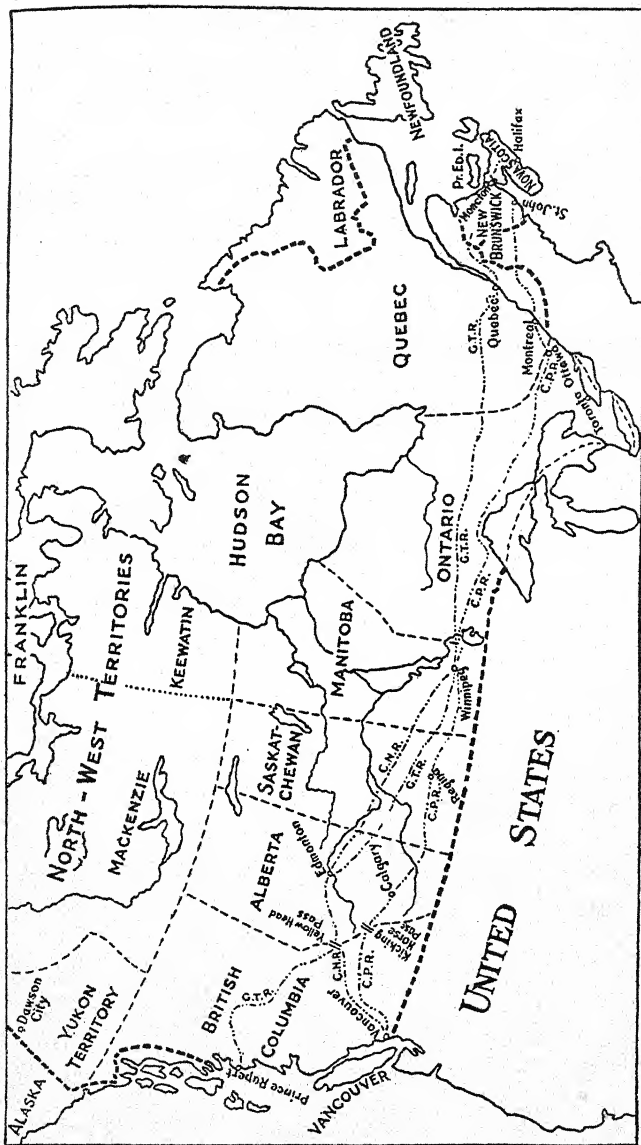 FRANKLIN
ALASKA
Dawson City
YUKON TERRITORY
NORTH-WEST TERRITORIES
MACKENZIE
KEEWATIN
HUDSON BAY
LABRADOR
NEWFOUNDLAND
Prince Rupert
BRITISH COLUMBIA
G.T.R.
ALBERTA
SASKAT-
CHEWAN
MANITOBA
ONTARIO
QUEBEC
Yellow Head Pass
Edmonton
C.N.R.
C.N.R.
G.T.R.
G.T.R.
G.T.R.
C.P.R.
C.P.R.
C.P.R.
C.P.R.
Vancouver
VANCOUVER
Kicking Horse Pass
Calgary
Regina
Winnipeg
Quebec
Montreal
Ottawa
Toronto
Pr.Ed.I.
Moncton
NEW BRUNSWICK
NOVA SCOTIA
Halifax
St. John
UNITED STATES